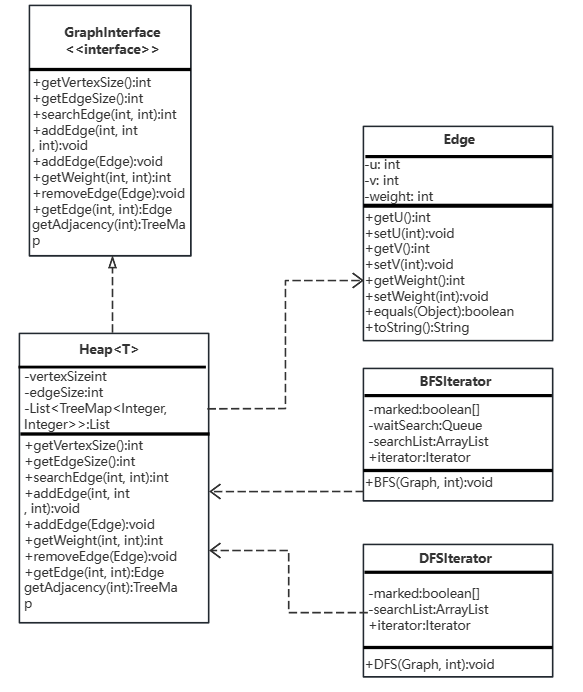 GraphInterface
<<interface>>
+getVertexSize():int
+getEdgeSize():int
+searchEdge(int, int):int
+addEdge(int, int
, int):void
+addEdge(Edge):void
+getWeight(int, int):int
+removeEdge(Edge):void
+getEdge(int, int):Edge
getAdjacency(int):TreeMa
p
Heap<T>
-vertexSizeint
-edgeSize:int
-List<TreeMap<Integer,
Integer>>:List
+getVertexSize():int
+getEdgeSize():int
+searchEdge(int, int):int
+addEdge(int, int
, int):void
+addEdge(Edge):void
+getWeight(int, int):int
+removeEdge(Edge):void
+getEdge(int, int):Edge
getAdjacency(int):TreeMa
p
Edge
-u: int
-v: int
-weight: int
+getU():int
+setU(int):void
+getV():int
+setV(int):void
+getWeight():int
+setWeight(int):void
+equals(Object):boolean
+toString():String
BFSIterator
-marked:boolean[]
-waitSearch:Queue
-searchList:ArrayList
+iterator:Iterator
+BFS(Graph, int):void
DFSIterator
-marked:boolean[]
-searchList:ArrayList
+iterator:Iterator
+DFS(Graph, int):void